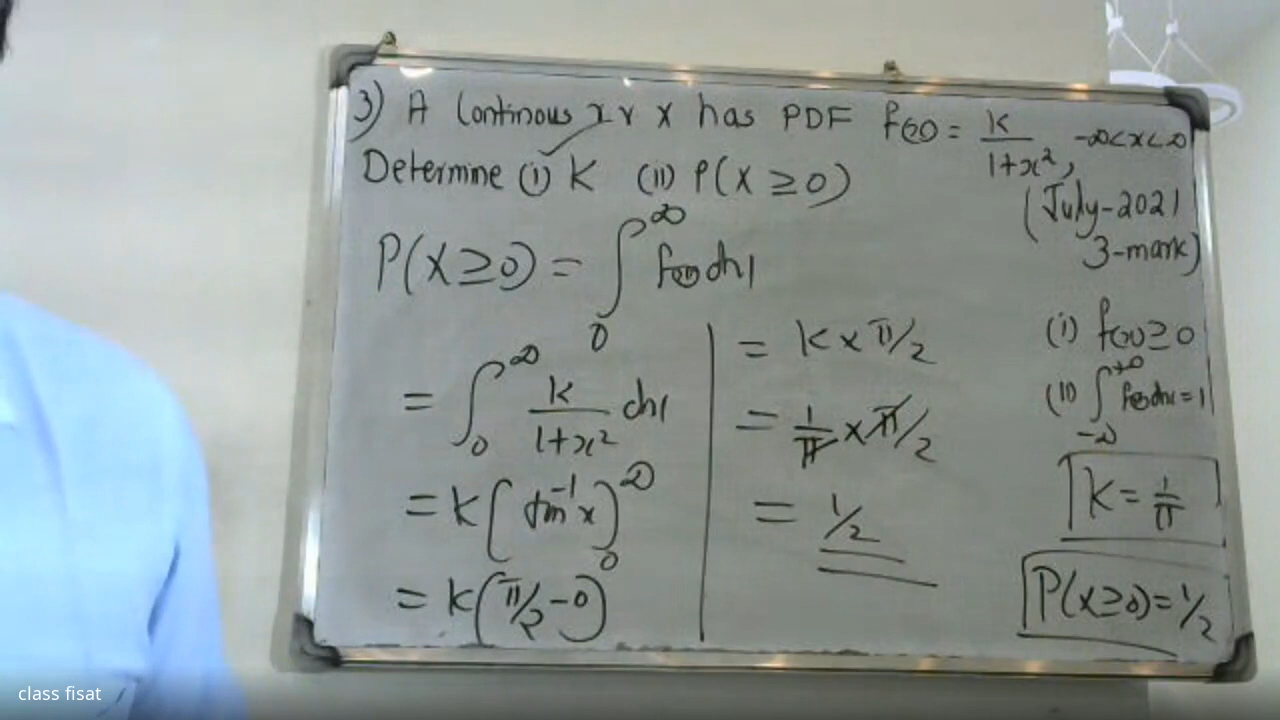 3) A Continous r v X has PDF f(x) = K/1+x², -∞<x<∞
Determine (i) K (ii) P(X ≥ 0)
(July-2021
3-mark)
P(X ≥ 0) = ∫₀^∞ f(x)dx
= ∫₀^∞ K/1+x² dx
= K(tan⁻¹x)₀^∞
= K(π/2 - 0)
= K × π/2
= 1/π × π/2
= 1/2
(i) f(x) ≥ 0
(ii) ∫₋∞^+∞ f(x)dx = 1
K = 1/π
P(X≥0) = 1/2
class fisat